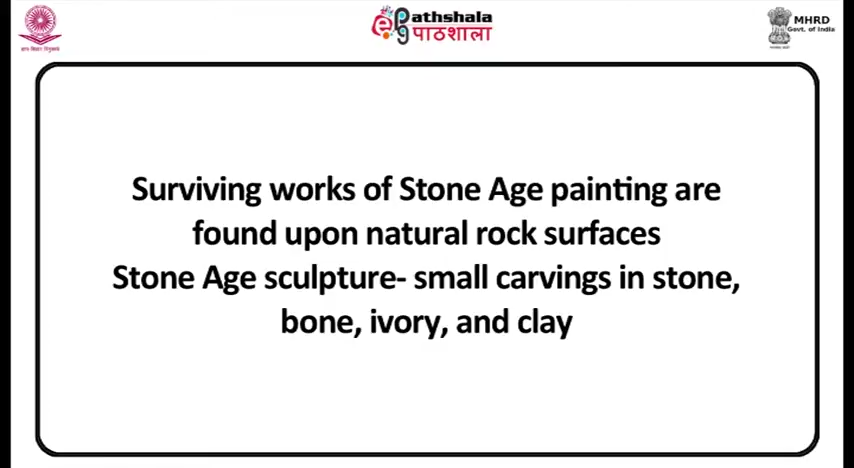 Pathshala
पाठशाला
MHRD
Govt. of India
Surviving works of Stone Age painting are
found upon natural rock surfaces
Stone Age sculpture- small carvings in stone,
bone, ivory, and clay